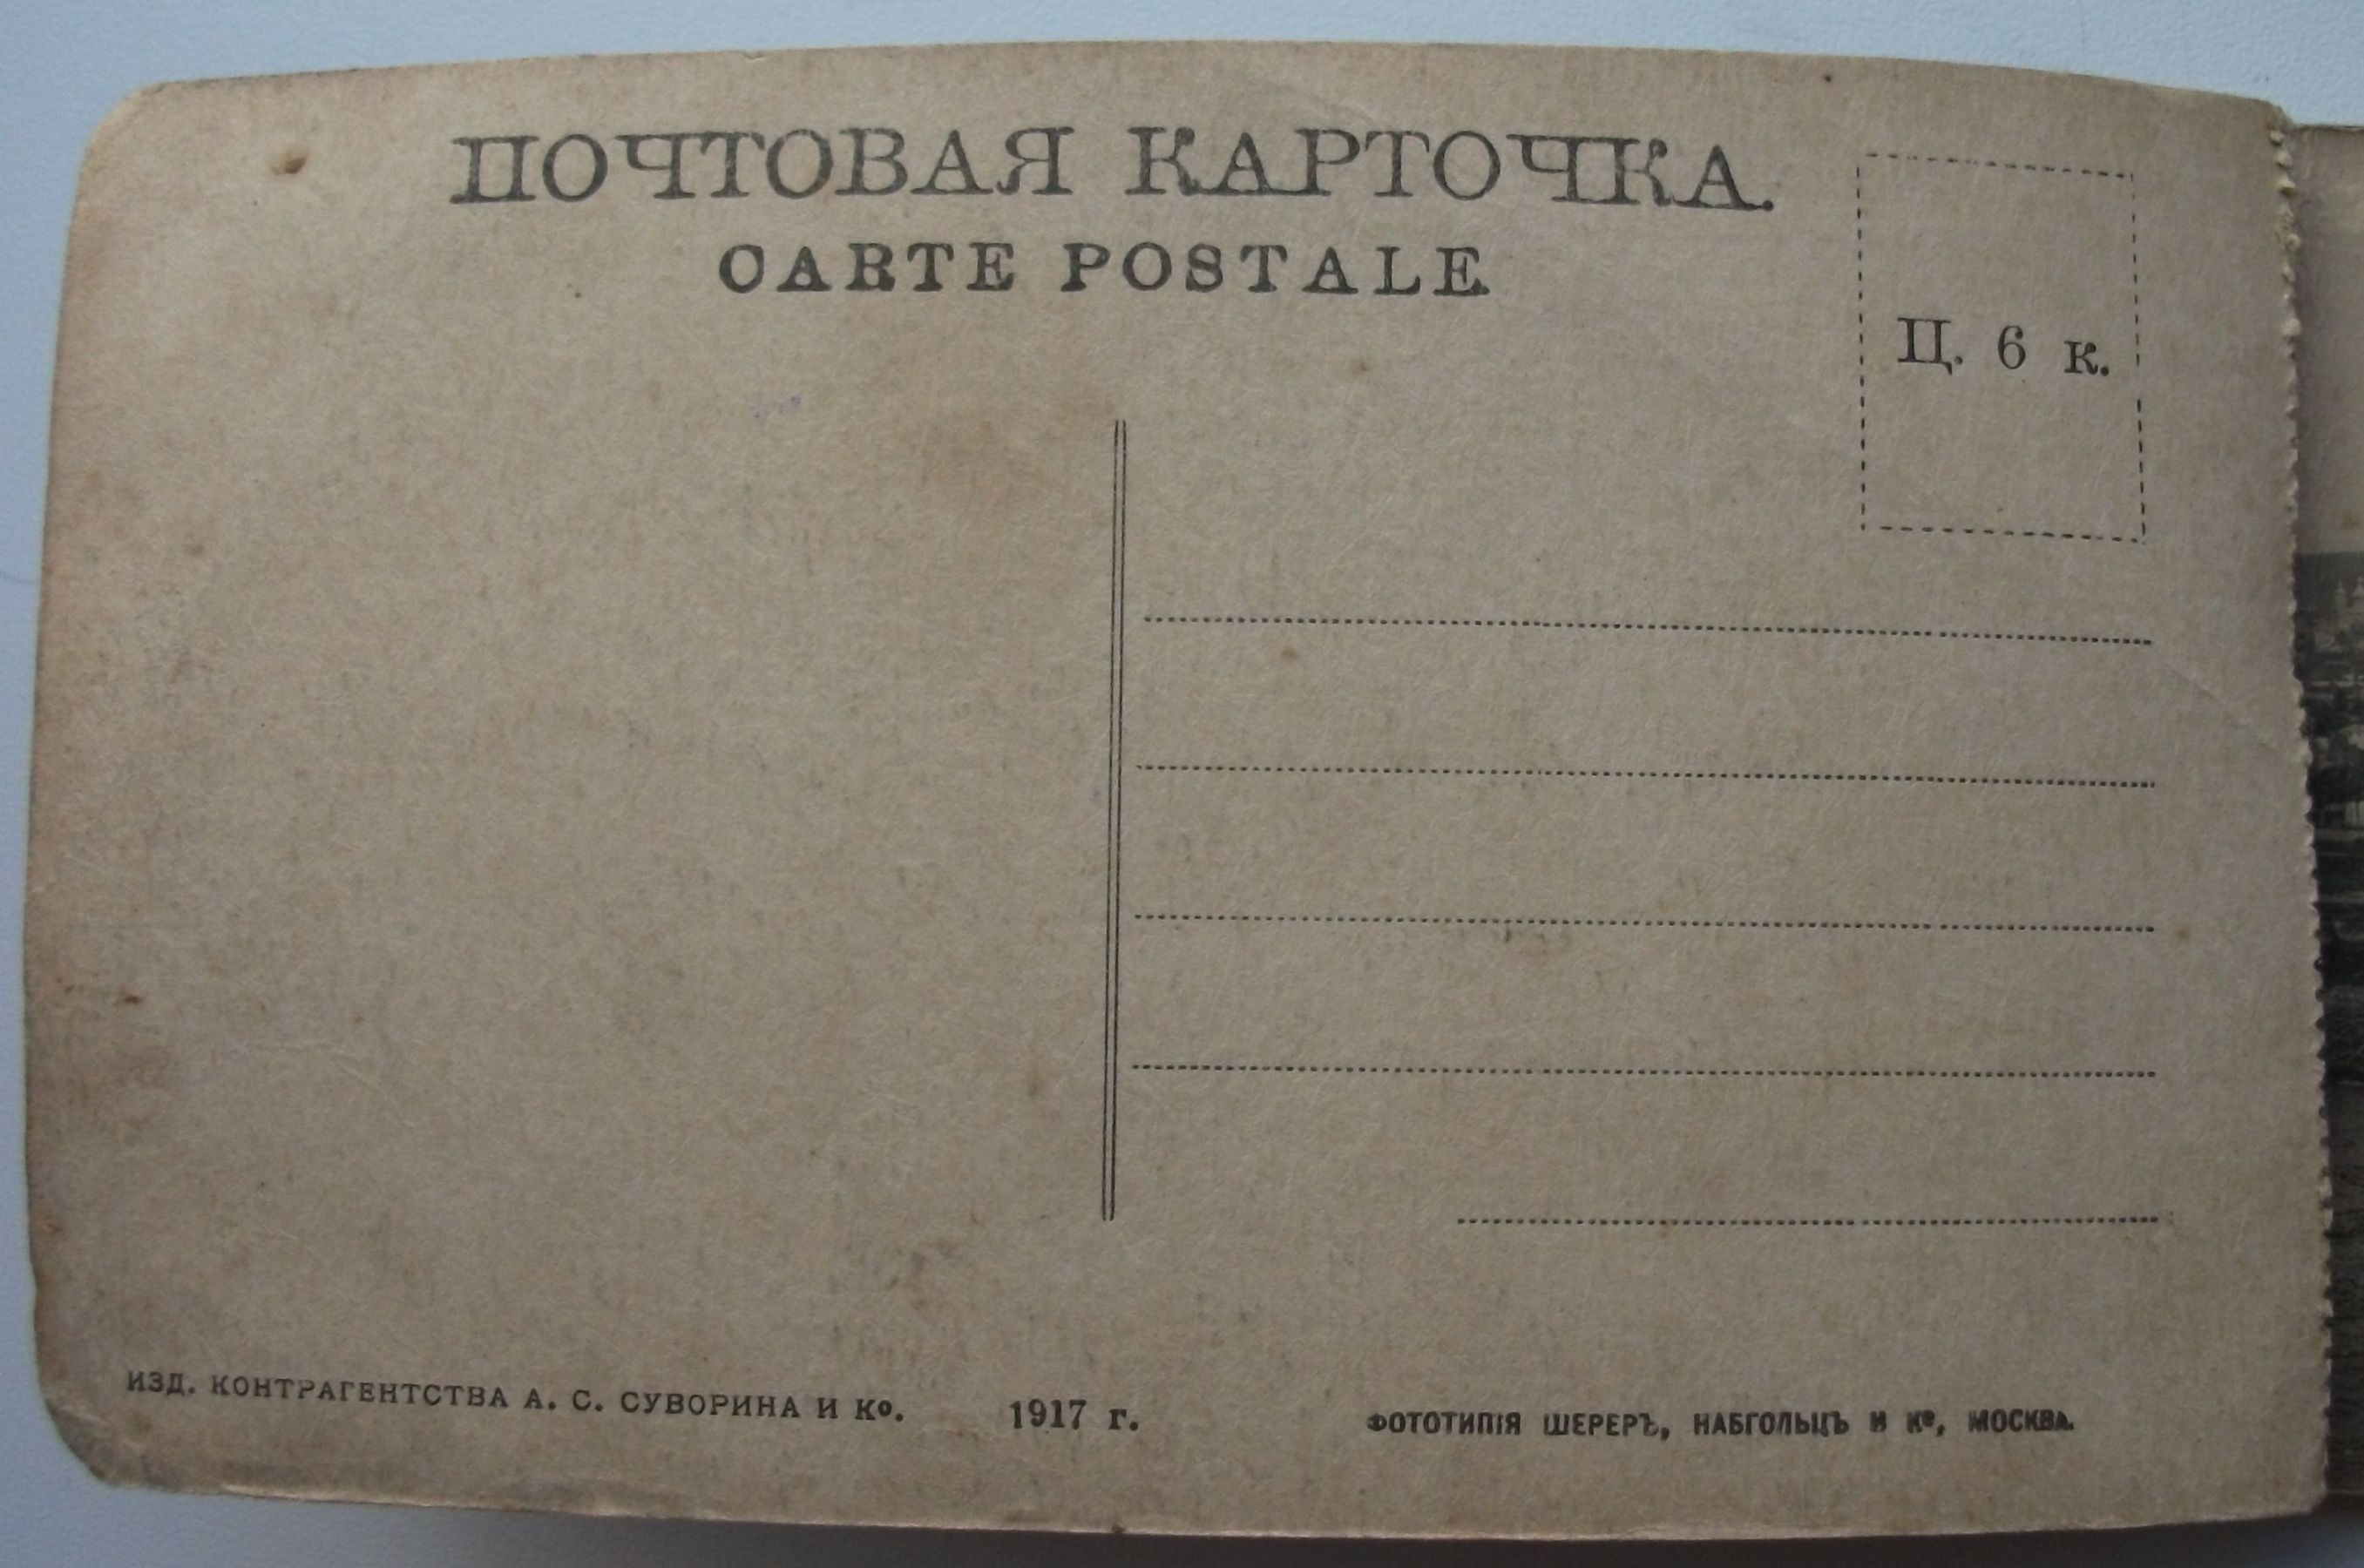 ПОЧТОВАЯ КАРТОЧКА.
CARTE POSTALE
Ц. 6 к.
ИЗД. КОНТРАГЕНТСТВА А. С. СУВОРИНА И Ко. 1917 г. ФОТОТИПІЯ ШЕРЕРЪ, НАБГОЛЬЦЪ И Ко, МОСКВА.